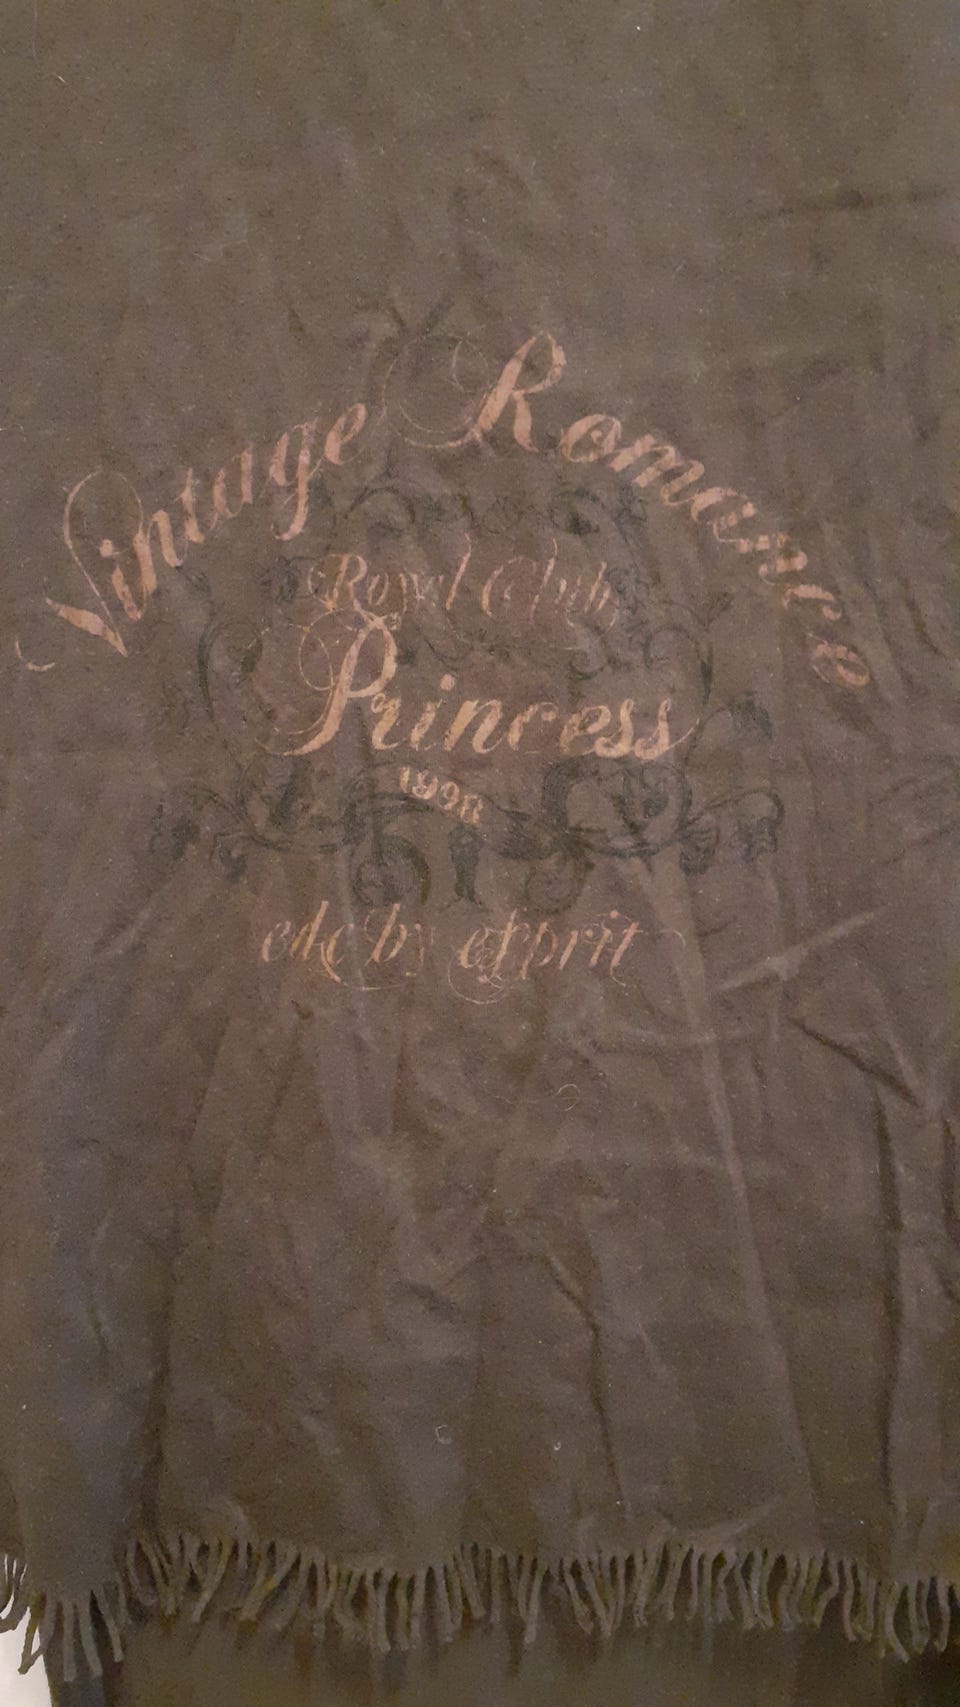 Vintage Romance
Royal Club
Princess
1998
edc by esprit